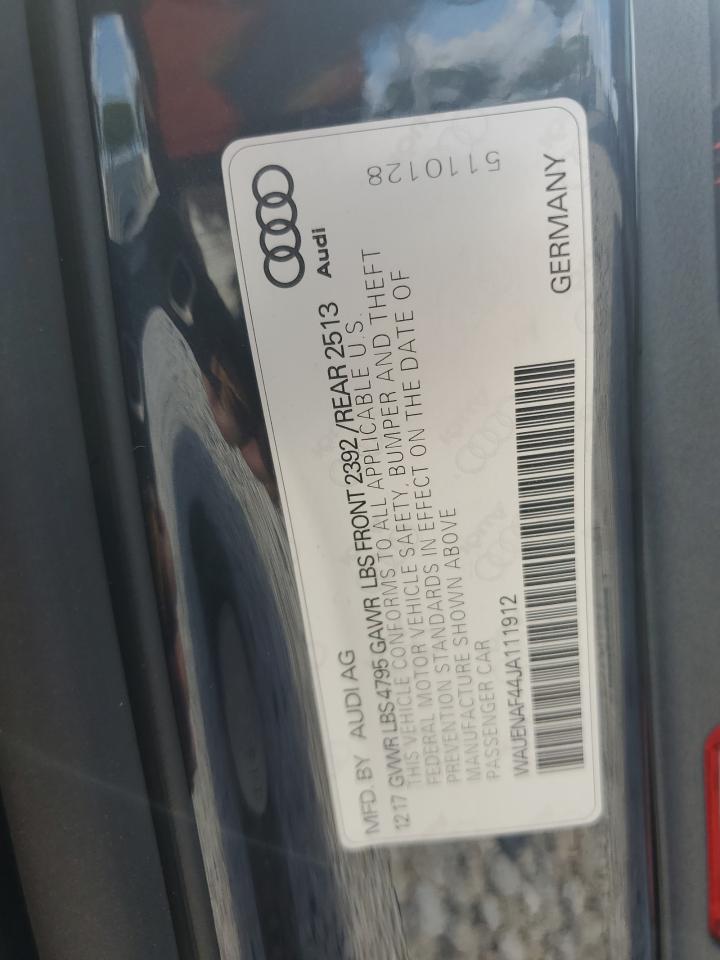 MFD. BY AUDI AG
Audi
12 17 GVWR LBS 4795 GAWR LBS FRONT 2392/REAR 2513
THIS VEHICLE CONFORMS TO ALL APPLICABLE U.S.
FEDERAL MOTOR VEHICLE SAFETY, BUMPER AND THEFT
PREVENTION STANDARDS IN EFFECT ON THE DATE OF
MANUFACTURE SHOWN ABOVE
PASSENGER CAR
WAUENAF44JA111912
GERMANY
5110128